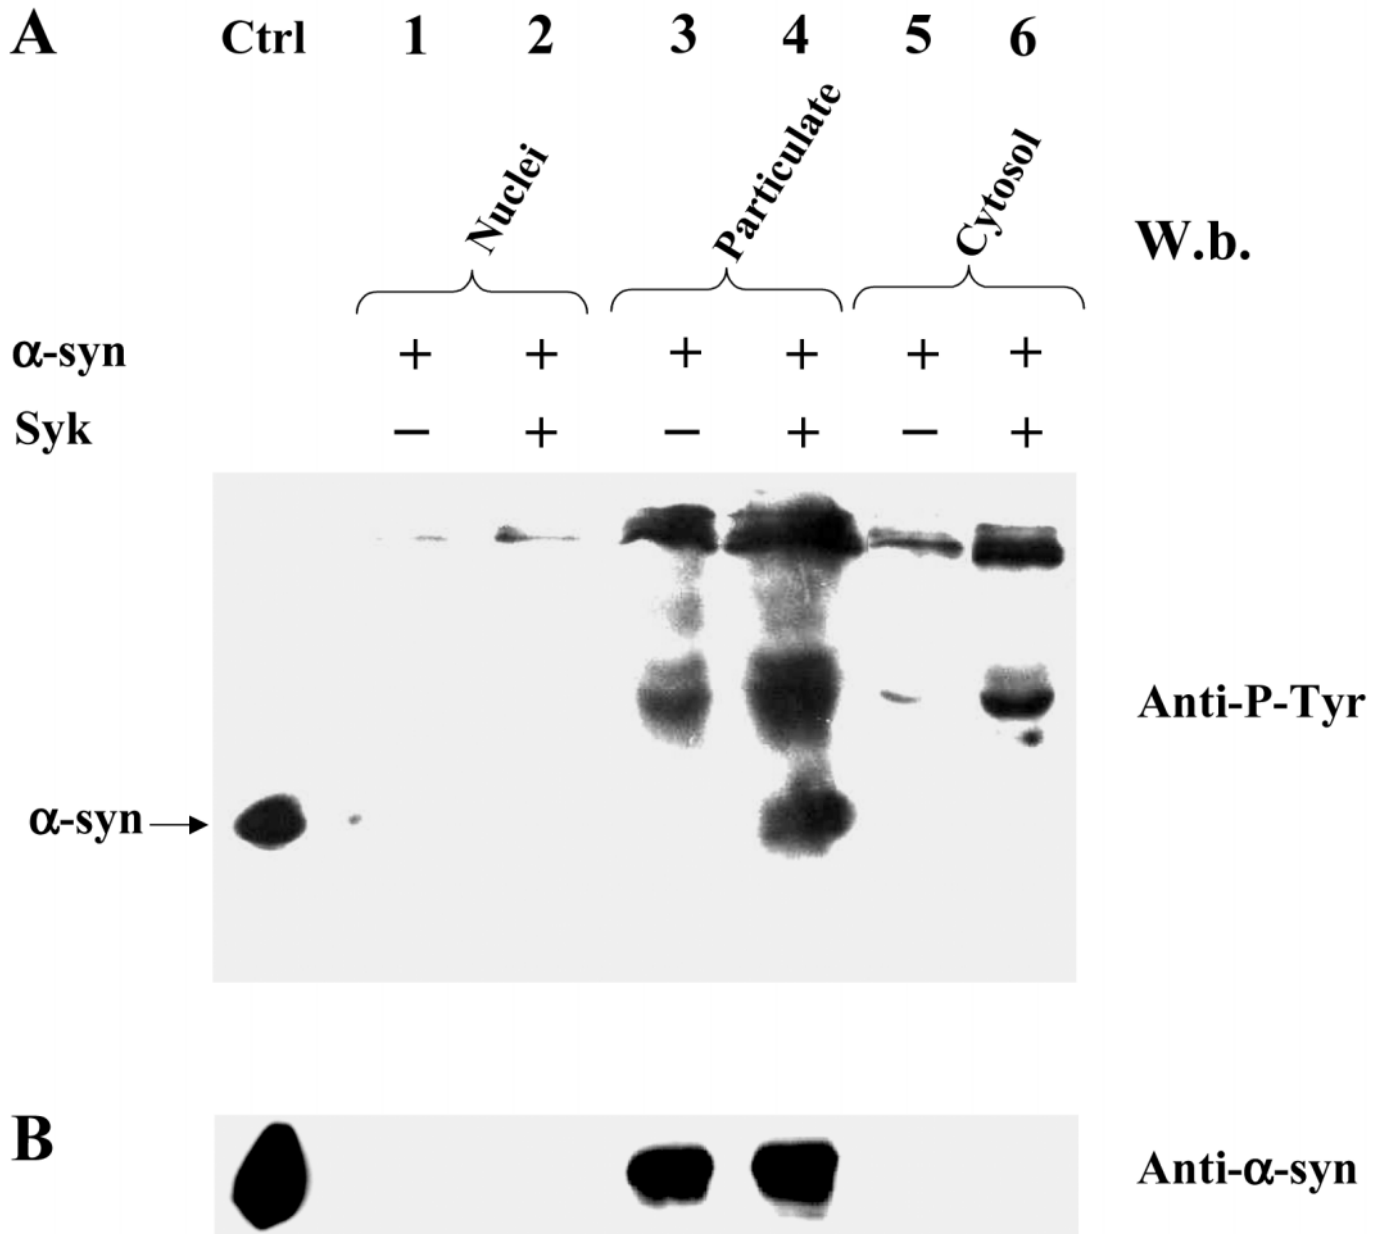 A Ctrl 1 2 3 4 5 6
Nuclei Particulate Cytosol
W.b.
α-syn + + + + + +
Syk − + − + − +
Anti-P-Tyr
α-syn
B
Anti-α-syn